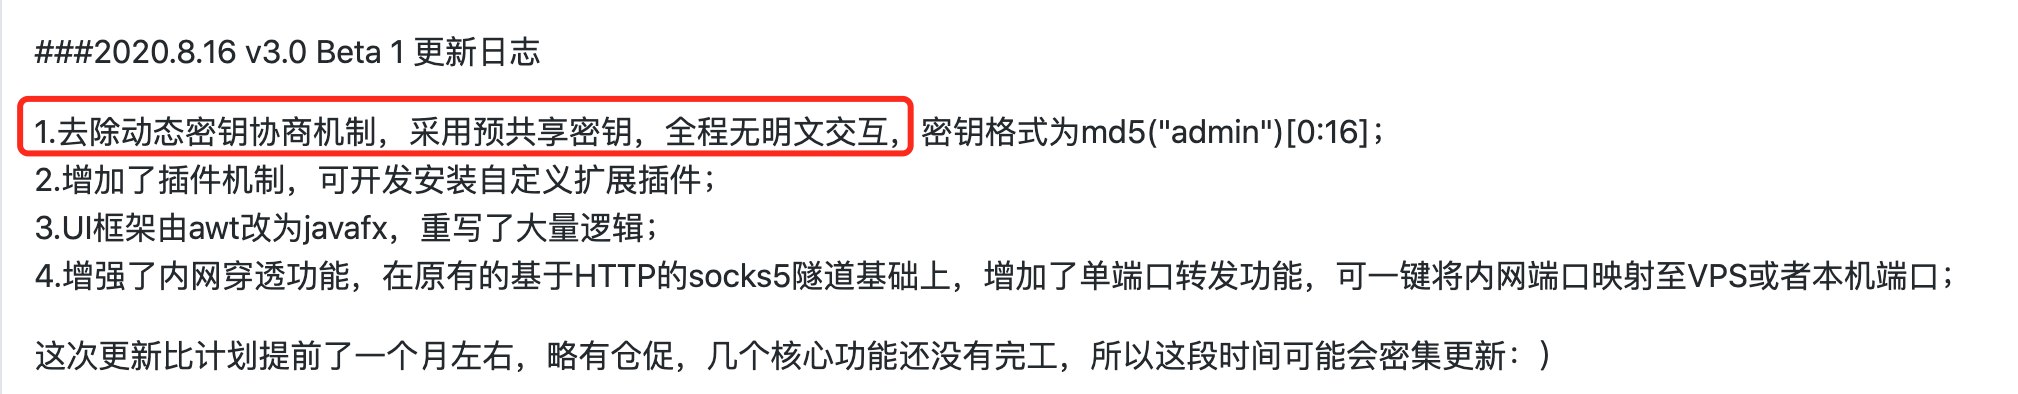 ###2020.8.16 v3.0 Beta 1 更新日志
1.去除动态密钥协商机制，采用预共享密钥，全程无明文交互，密钥格式为md5("admin")[0:16]；
2.增加了插件机制，可开发安装自定义扩展插件；
3.UI框架由awt改为javafx，重写了大量逻辑；
4.增强了内网穿透功能，在原有的基于HTTP的socks5隧道基础上，增加了单端口转发功能，可一键将内网端口映射至VPS或者本机端口；
这次更新比计划提前了一个月左右，略有仓促，几个核心功能还没有完工，所以这段时间可能会密集更新：）